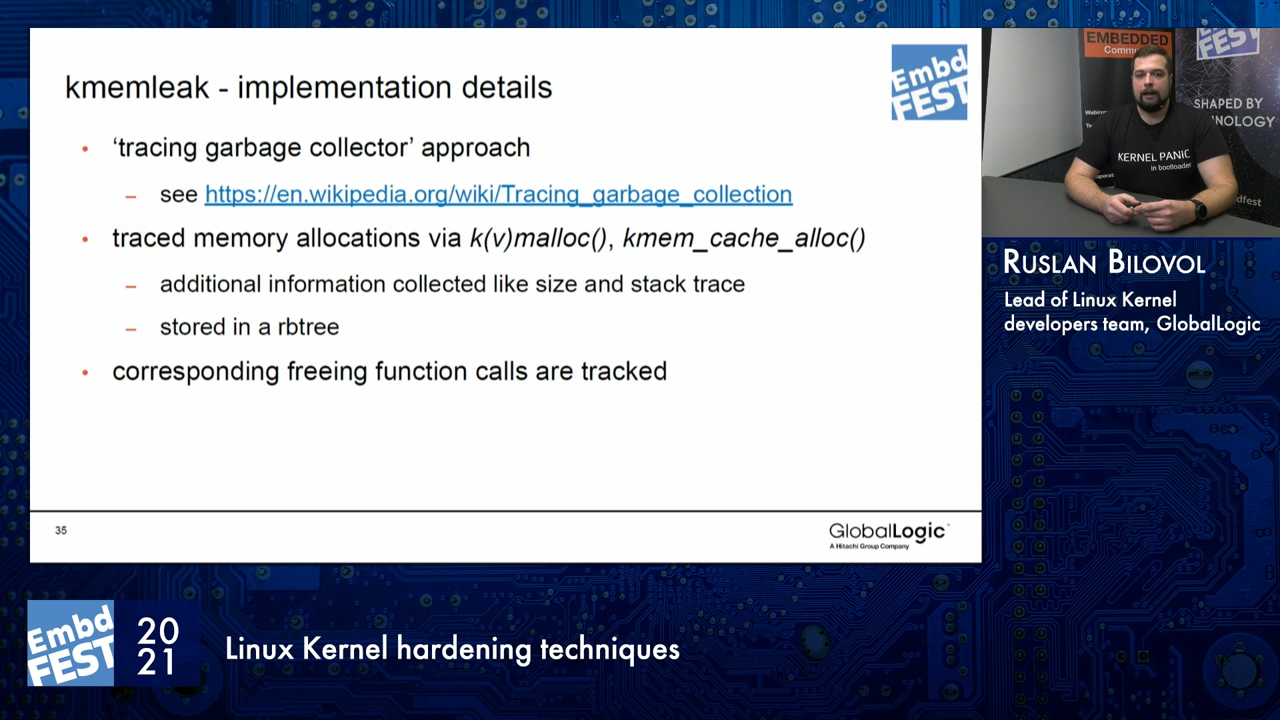 kmemleak - implementation details
Embd
FEST
• ‘tracing garbage collector’ approach
– see https://en.wikipedia.org/wiki/Tracing_garbage_collection
• traced memory allocations via k(v)malloc(), kmem_cache_alloc()
– additional information collected like size and stack trace
– stored in a rbtree
• corresponding freeing function calls are tracked
35
GlobalLogic
A Hitachi Group Company
EMBEDDED
FEST
SHAPED BY
KERNEL PANIC
in bootloader
RUSLAN BILOVOL
Lead of Linux Kernel
developers team, GlobalLogic
Embd
FEST
20
21
Linux Kernel hardening techniques